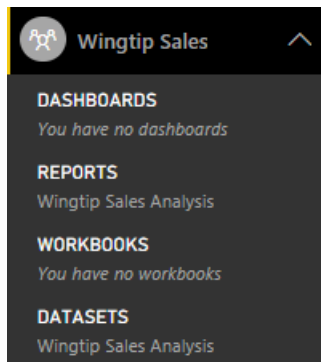 Wingtip Sales
DASHBOARDS
You have no dashboards
REPORTS
Wingtip Sales Analysis
WORKBOOKS
You have no workbooks
DATASETS
Wingtip Sales Analysis